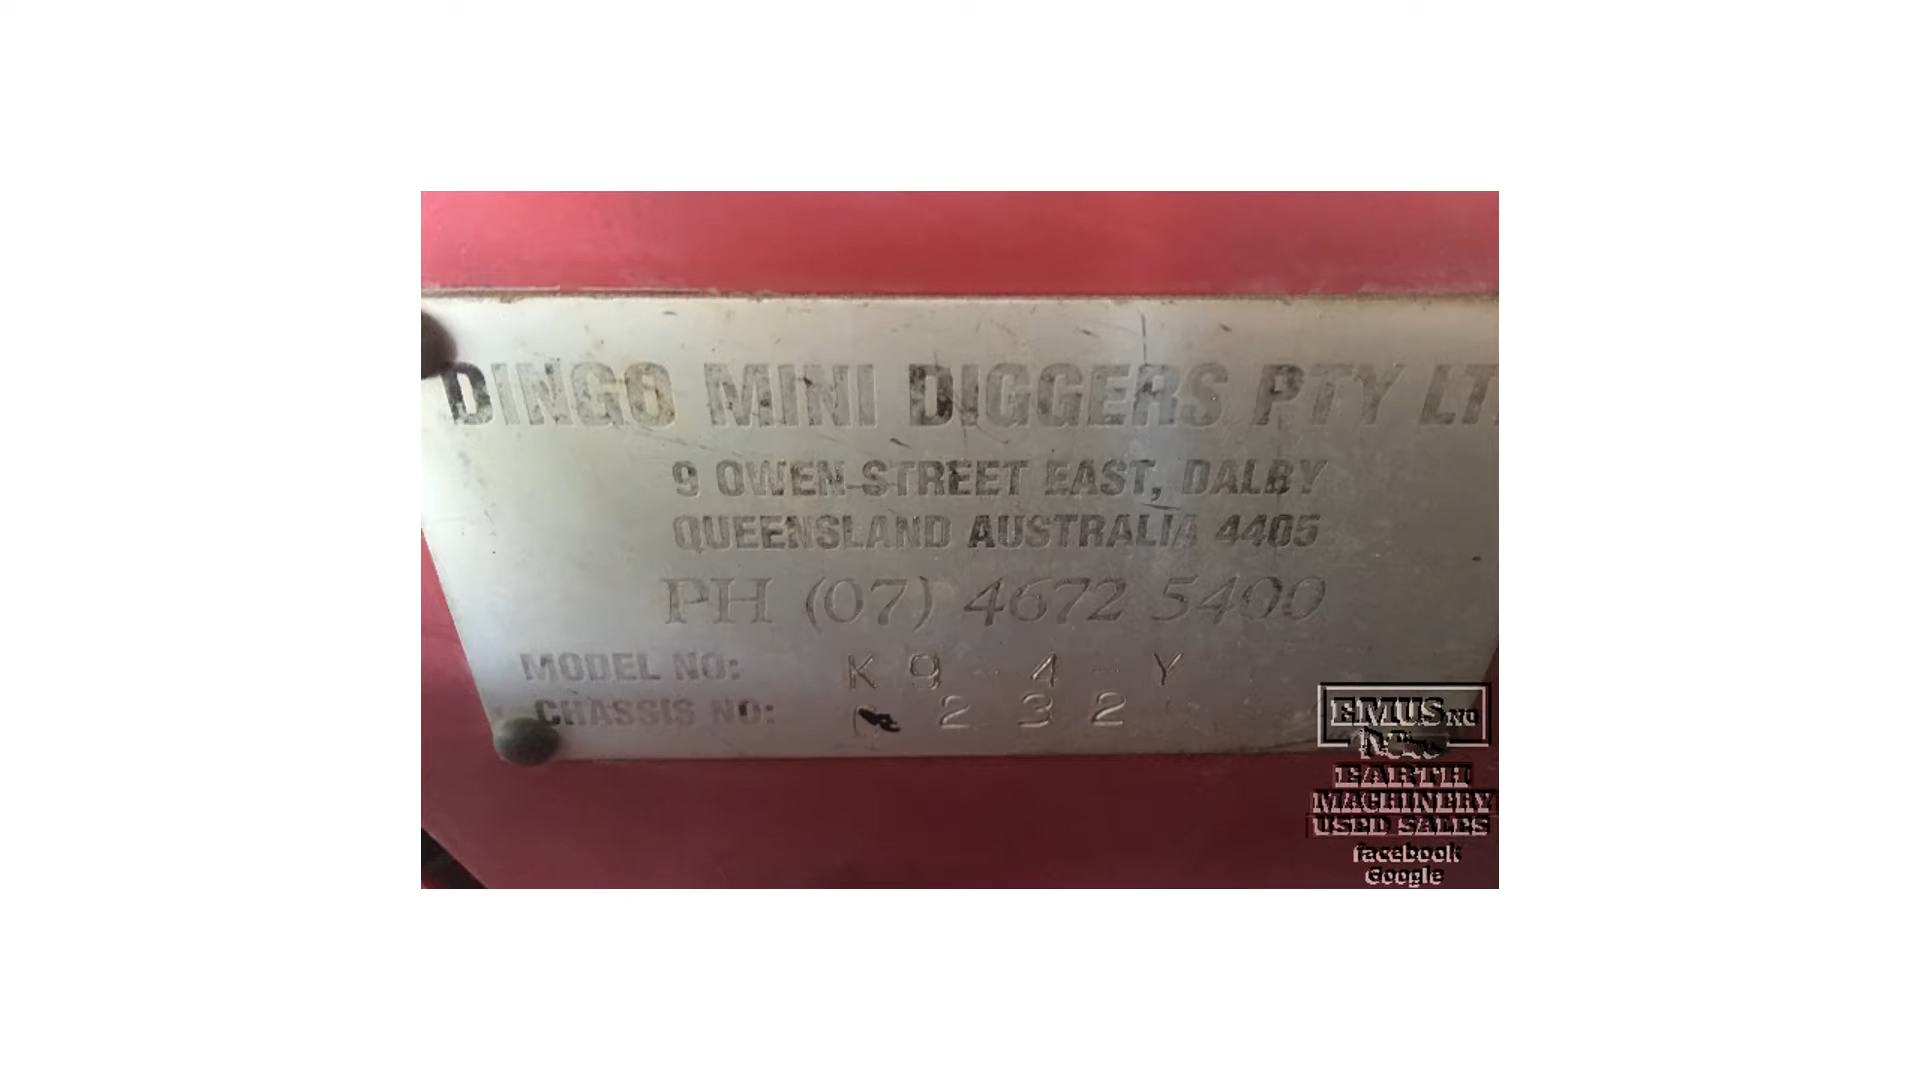 DINGO MINI DIGGERS PTY LT
9 OWEN STREET EAST, DALBY
QUEENSLAND AUSTRALIA 4405
PH (07) 4672 5400
MODEL NO: K9-4-Y
CHASSIS NO: 232
EMUS NQ
EARTH
MACHINERY
USED SALES
facebook
Google